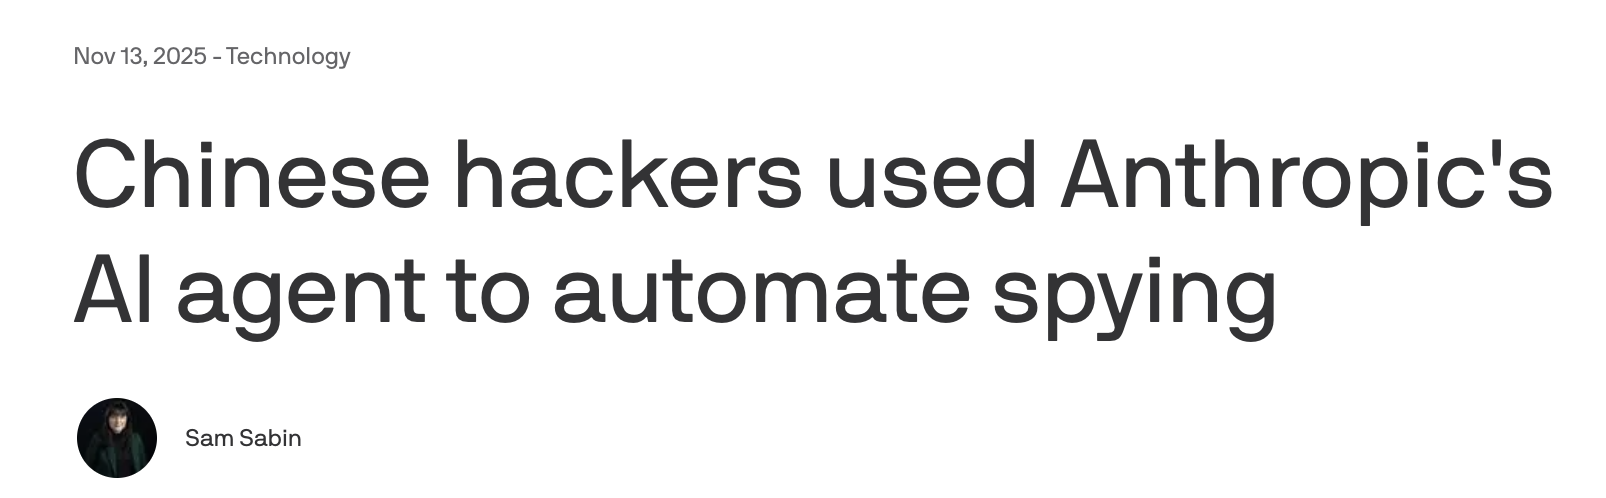 Nov 13, 2025 - Technology
Chinese hackers used Anthropic's
AI agent to automate spying
Sam Sabin